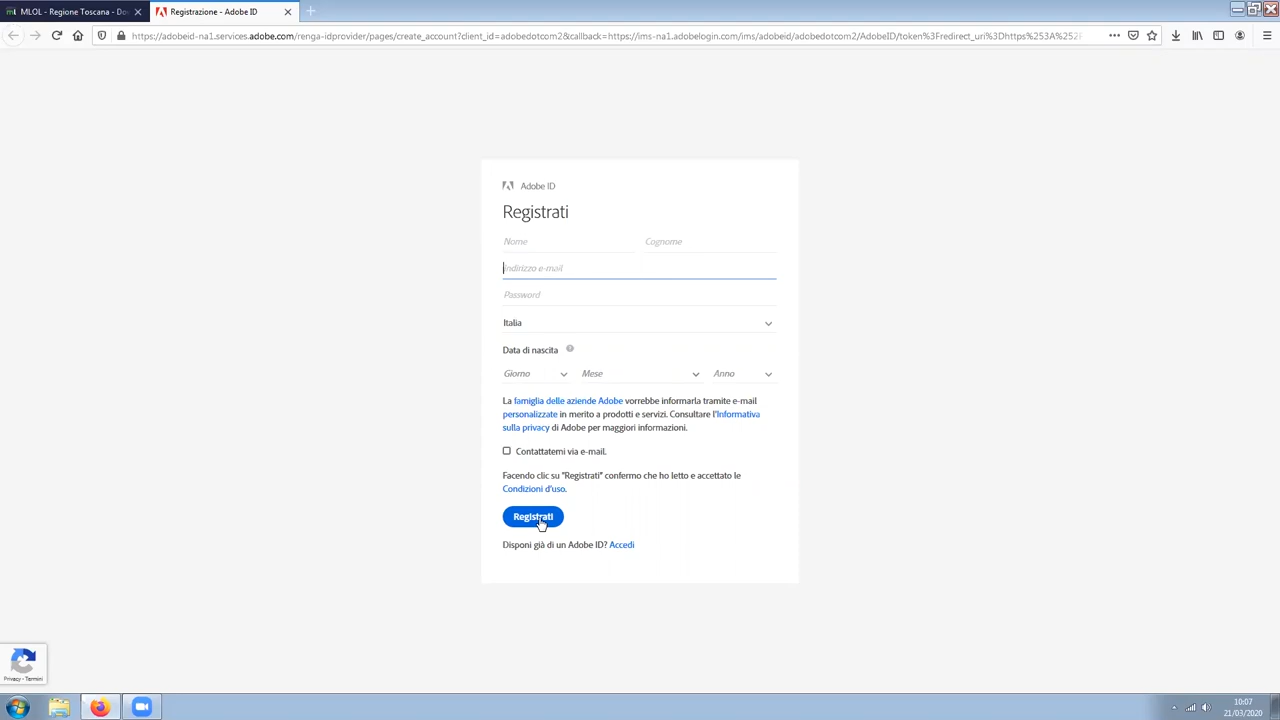 MLOL - Regione Toscana - Do
Registrazione - Adobe ID
https://adobeid-na1.services.adobe.com/renga-idprovider/pages/create_account?client_id=adobedotcom2&callback=https://ims-na1.adobelogin.com/ims/adobeid/adobedotcom2/AdobeID/token%3Fredirect_uri%3Dhttps%253A%252F
Adobe ID
Registrati
Nome Cognome
Indirizzo e-mail
Password
Italia
Data di nascita
Giorno Mese Anno
La famiglia delle aziende Adobe vorrebbe informarla tramite e-mail
personalizzate in merito a prodotti e servizi. Consultare l'Informativa
sulla privacy di Adobe per maggiori informazioni.
Contattatemi via e-mail.
Facendo clic su "Registrati" confermo che ho letto e accettato le
Condizioni d'uso.
Registrati
Disponi già di un Adobe ID? Accedi
Privacy - Termini
10:07
21/03/2020